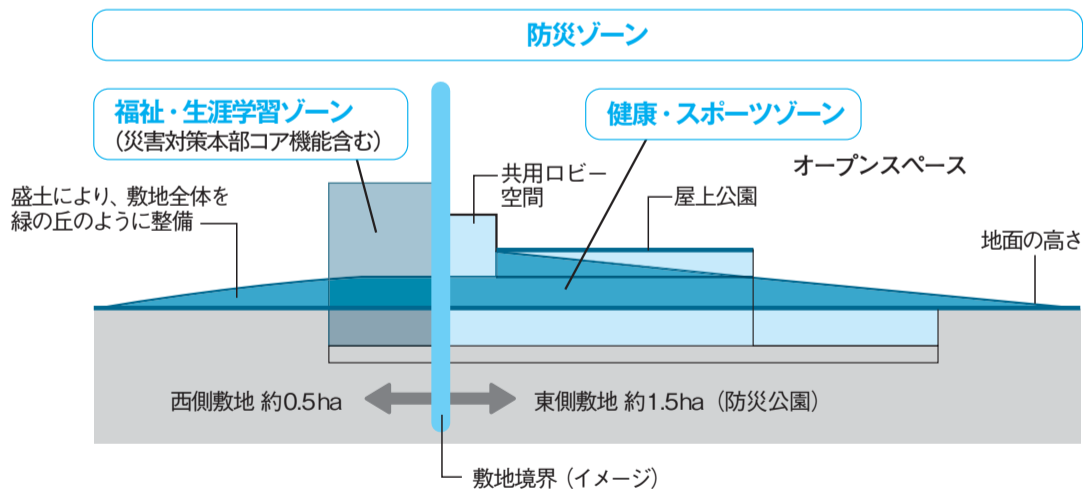 防災ゾーン
福祉・生涯学習ゾーン
(災害対策本部コア機能含む)
健康・スポーツゾーン
オープンスペース
共用ロビー
空間
屋上公園
盛土により、敷地全体を
緑の丘のように整備
地面の高さ
西側敷地 約0.5ha
東側敷地 約1.5ha(防災公園)
敷地境界(イメージ)